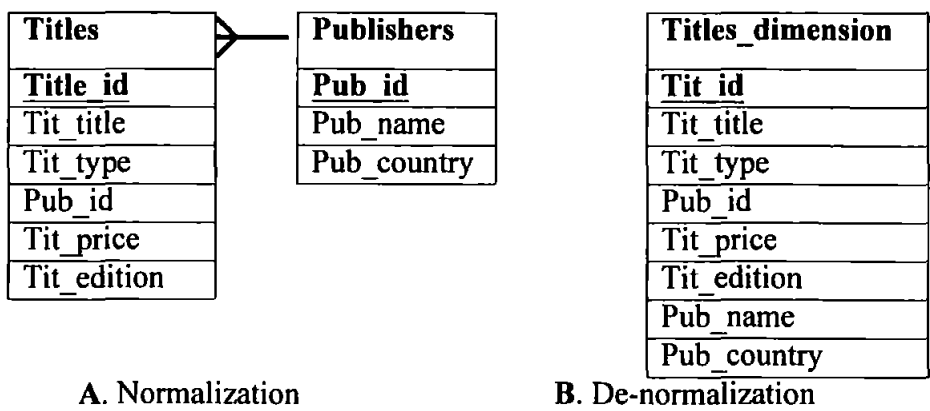 Titles
Title_id
Tit_title
Tit_type
Pub_id
Tit_price
Tit_edition
Publishers
Pub_id
Pub_name
Pub_country
Titles_dimension
Tit_id
Tit_title
Tit_type
Pub_id
Tit_price
Tit_edition
Pub_name
Pub_country
A. Normalization
B. De-normalization